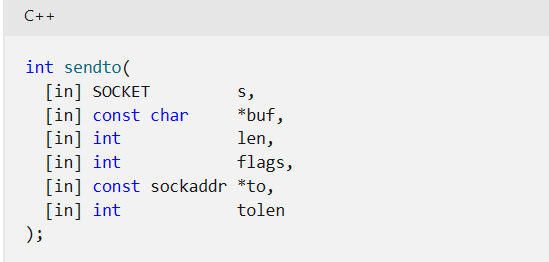 C++
int sendto(
[in] SOCKET s,
[in] const char *buf,
[in] int len,
[in] int flags,
[in] const sockaddr *to,
[in] int tolen
);